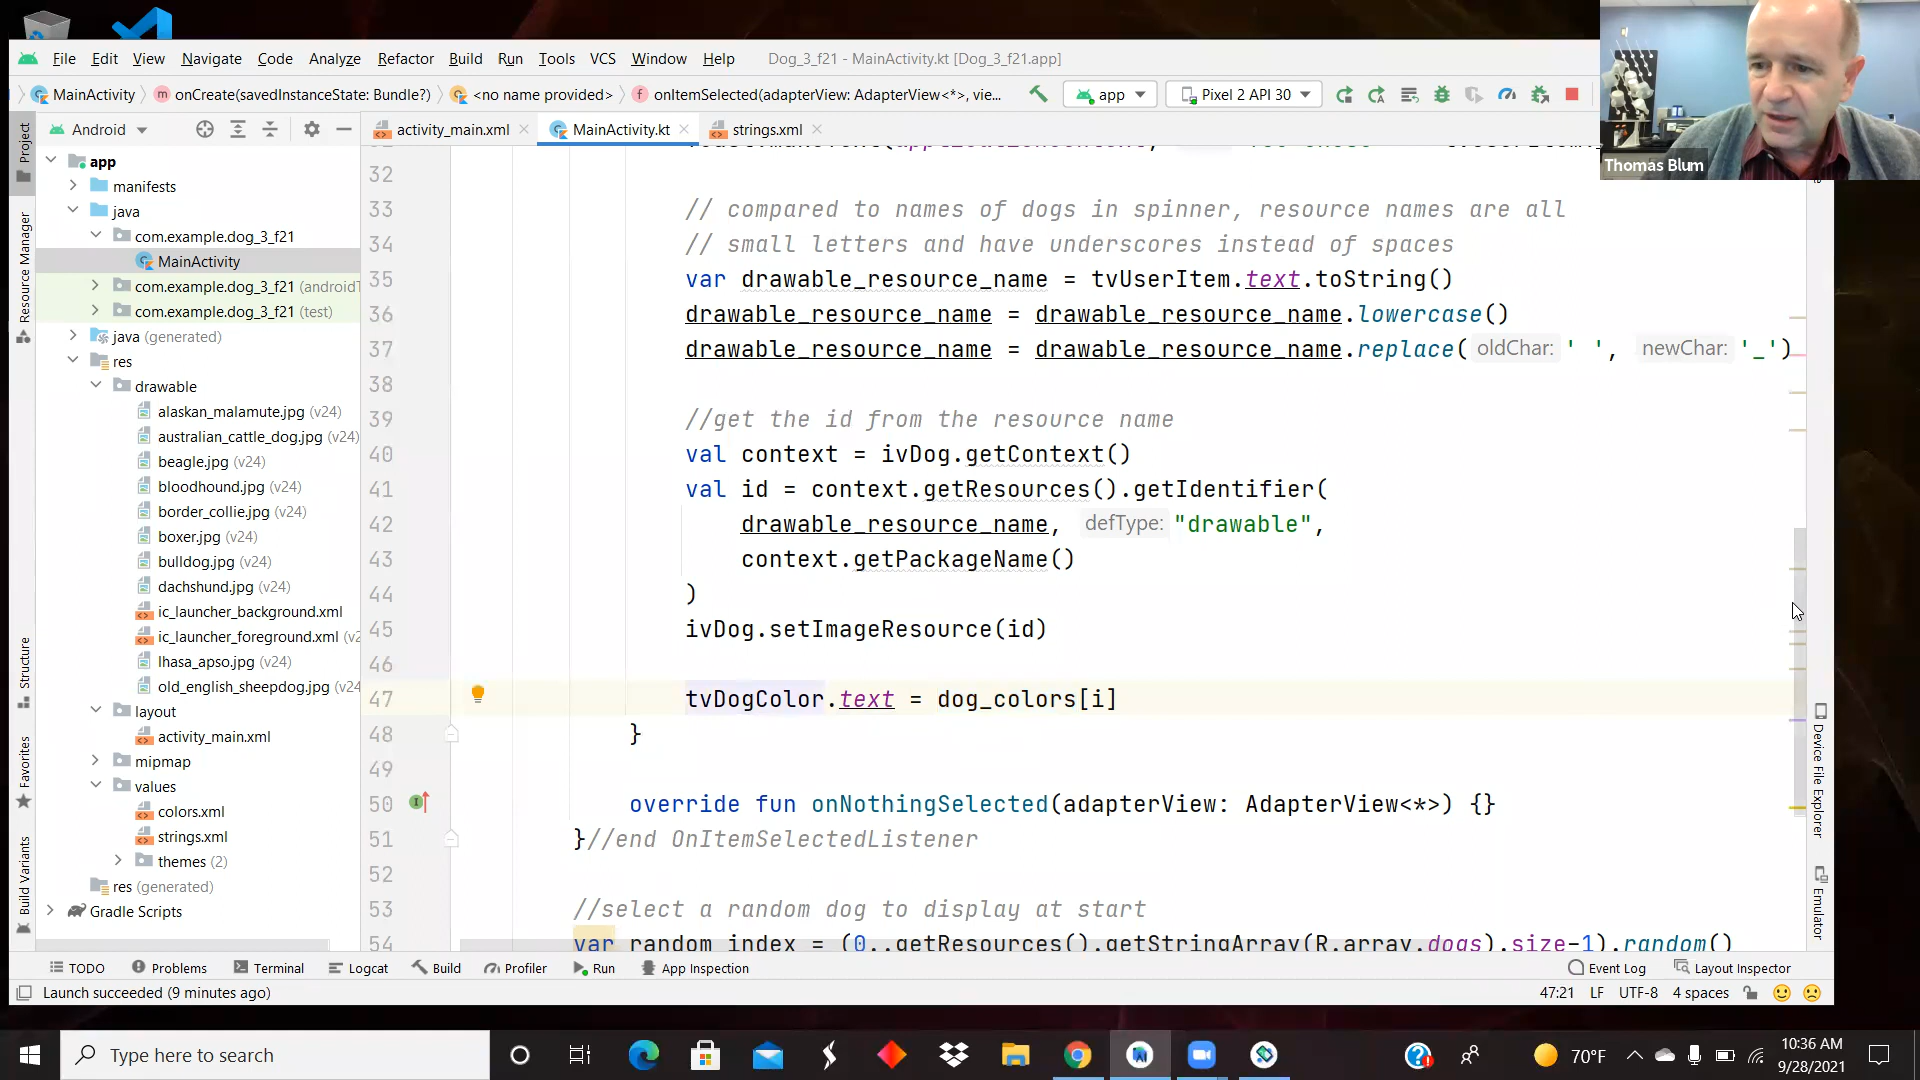 File Edit View Navigate Code Analyze Refactor Build Run Tools VCS Window Help Dog_3_f21 - MainActivity.kt [Dog_3_f21.app]
MainActivity onCreate(savedInstanceState: Bundle?) <no name provided> onItemSelected(adapterView: AdapterView<*>, vie... app Pixel 2 API 30
Thomas Blum
Android
activity_main.xml MainActivity.kt strings.xml
Project
Resource Manager
Structure
Favorites
Build Variants
app
manifests
java
com.example.dog_3_f21
MainActivity
com.example.dog_3_f21 (androidT
com.example.dog_3_f21 (test)
java (generated)
res
drawable
alaskan_malamute.jpg (v24)
australian_cattle_dog.jpg (v24)
beagle.jpg (v24)
bloodhound.jpg (v24)
border_collie.jpg (v24)
boxer.jpg (v24)
bulldog.jpg (v24)
dachshund.jpg (v24)
ic_launcher_background.xml
ic_launcher_foreground.xml (v2
lhasa_apso.jpg (v24)
old_english_sheepdog.jpg (v24
layout
activity_main.xml
mipmap
values
colors.xml
strings.xml
themes (2)
res (generated)
Gradle Scripts
32
33 // compared to names of dogs in spinner, resource names are all
34 // small letters and have underscores instead of spaces
35 var drawable_resource_name = tvUserItem.text.toString()
36 drawable_resource_name = drawable_resource_name.lowercase()
37 drawable_resource_name = drawable_resource_name.replace( oldChar: ' ', newChar: '_')
38
39 //get the id from the resource name
40 val context = ivDog.getContext()
41 val id = context.getResources().getIdentifier(
42 drawable_resource_name, defType: "drawable",
43 context.getPackageName()
44 )
45 ivDog.setImageResource(id)
46
47 tvDogColor.text = dog_colors[i]
48 }
49
50 override fun onNothingSelected(adapterView: AdapterView<*>) {}
51 }//end OnItemSelectedListener
52
53 //select a random dog to display at start
54 var random_index = (0..getResources().getStringArray(R.array.dogs).size-1).random()
Device File Explorer
Emulator
TODO Problems Terminal Logcat Build Profiler Run App Inspection Event Log Layout Inspector
Launch succeeded (9 minutes ago) 47:21 LF UTF-8 4 spaces
Type here to search
70°F
10:36 AM
9/28/2021